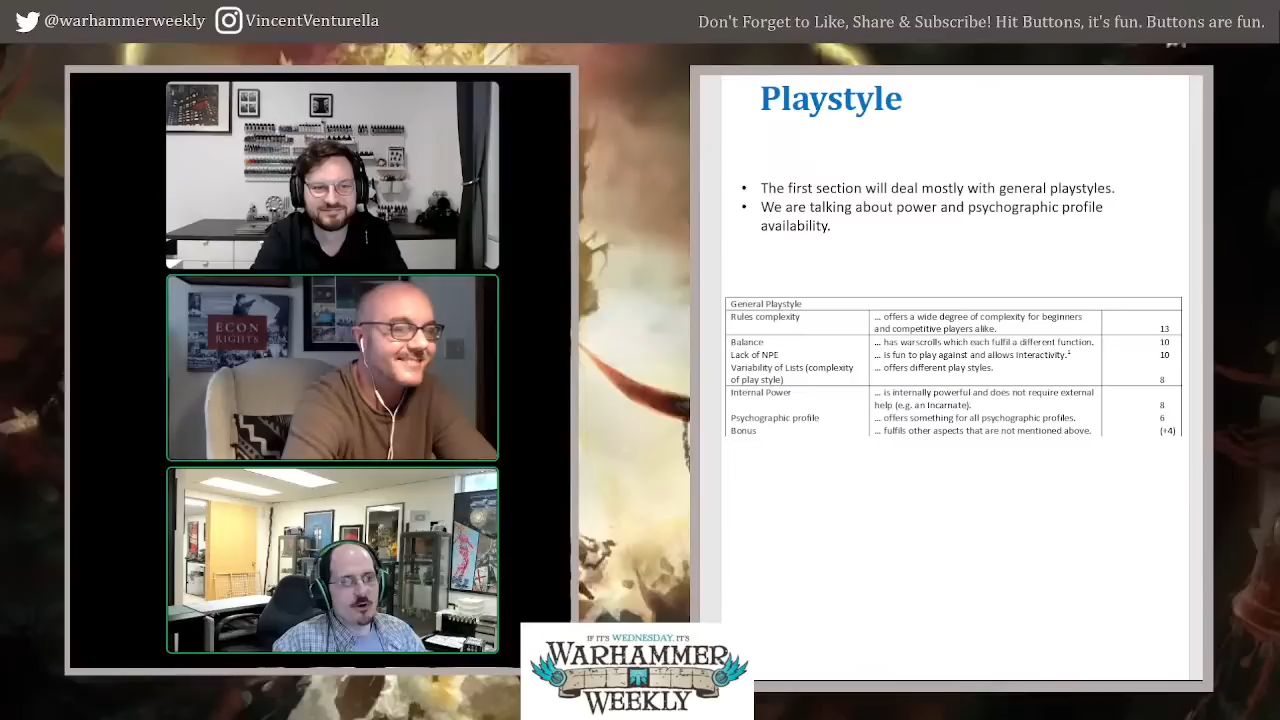 @warhammerweekly VincentVenturella
Don't Forget to Like, Share & Subscribe! Hit Buttons, it's fun. Buttons are fun.
ECON
RIGHTS
Playstyle
• The first section will deal mostly with general playstyles.
• We are talking about power and psychographic profile
availability.
General Playstyle
Rules complexity ... offers a wide degree of complexity for beginners
and competitive players alike. 13
Balance ... has warscrolls which each fulfil a different function. 10
Lack of NPE ... is fun to play against and allows interactivity.¹ 10
Variability of Lists (complexity ... offers different play styles.
of play style) 8
Internal Power ... is internally powerful and does not require external
help (e.g. an Incarnate). 8
Psychographic profile ... offers something for all psychographic profiles. 6
Bonus ... fulfils other aspects that are not mentioned above. (+4)
IF IT'S WEDNESDAY, IT'S
WARHAMMER
WEEKLY